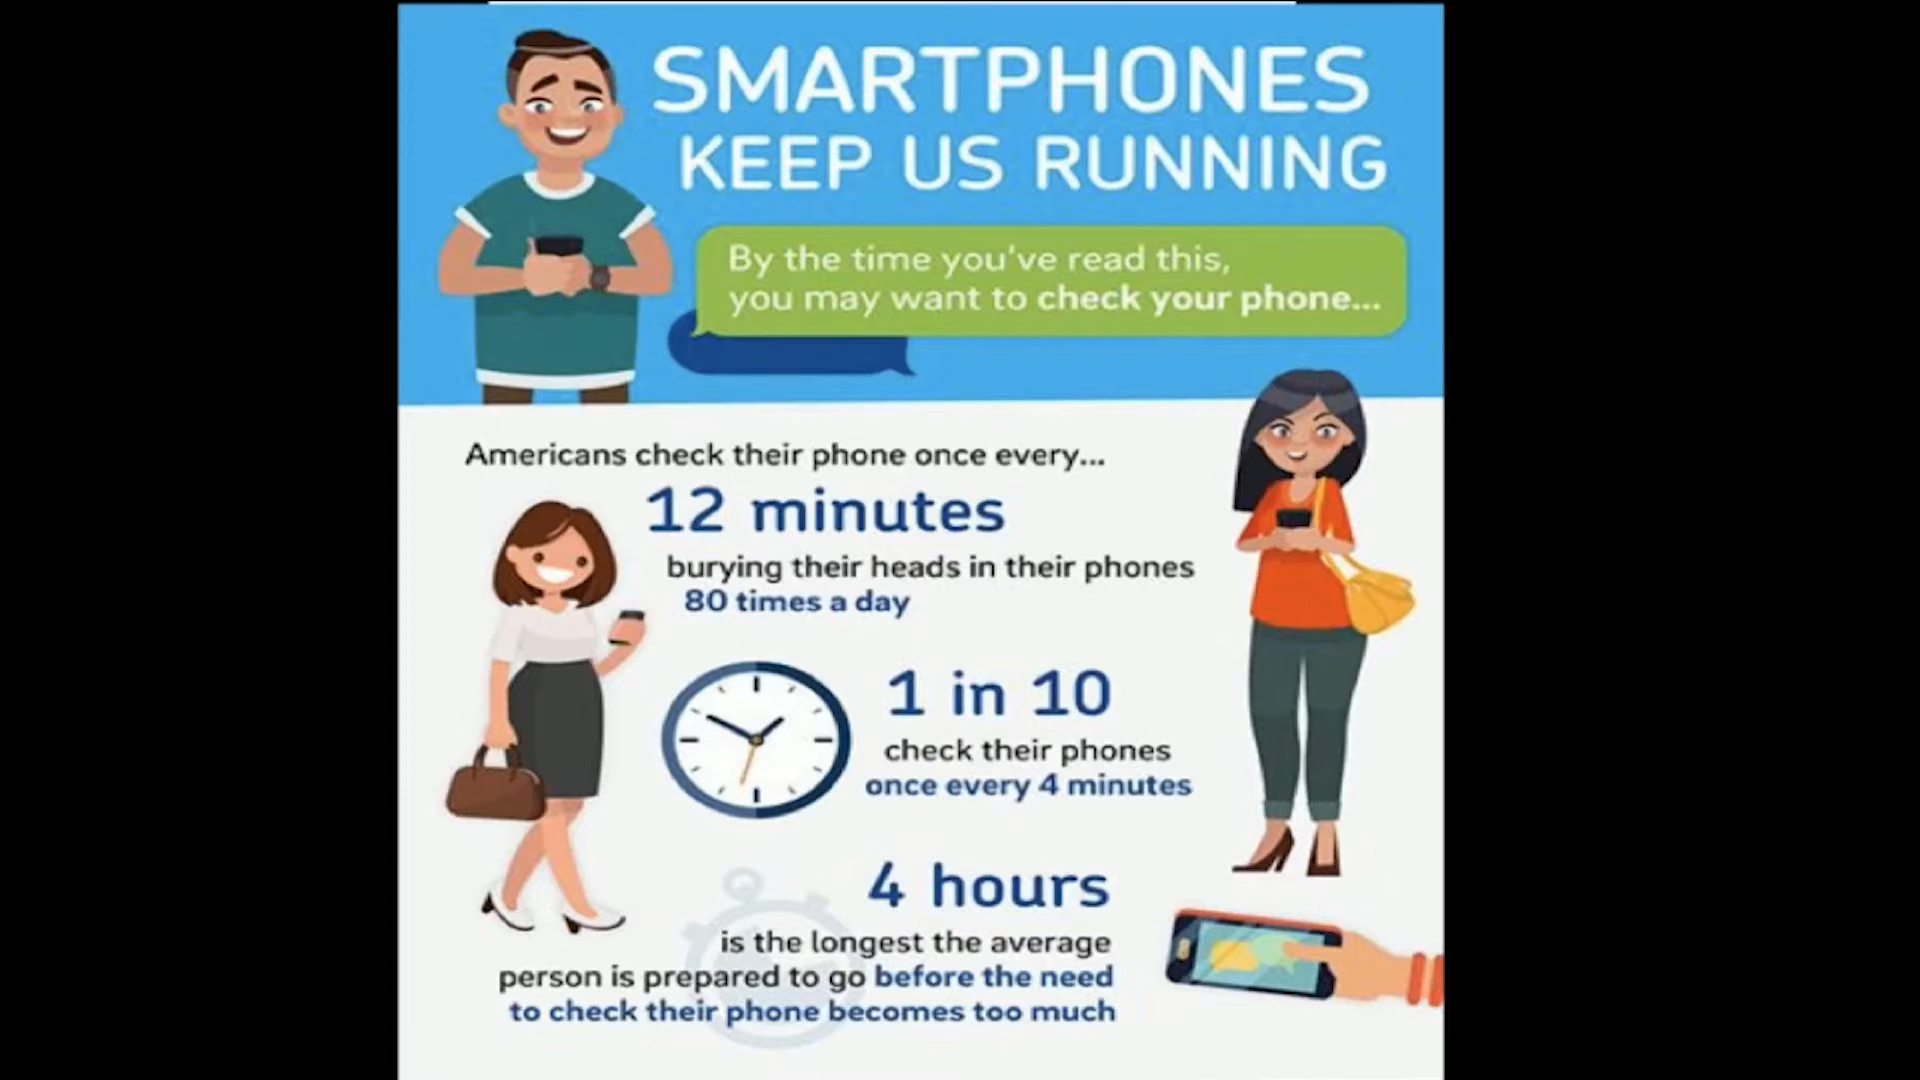 SMARTPHONES
KEEP US RUNNING
By the time you've read this,
you may want to check your phone...
Americans check their phone once every...
12 minutes
burying their heads in their phones
80 times a day
1 in 10
check their phones
once every 4 minutes
4 hours
is the longest the average
person is prepared to go before the need
to check their phone becomes too much